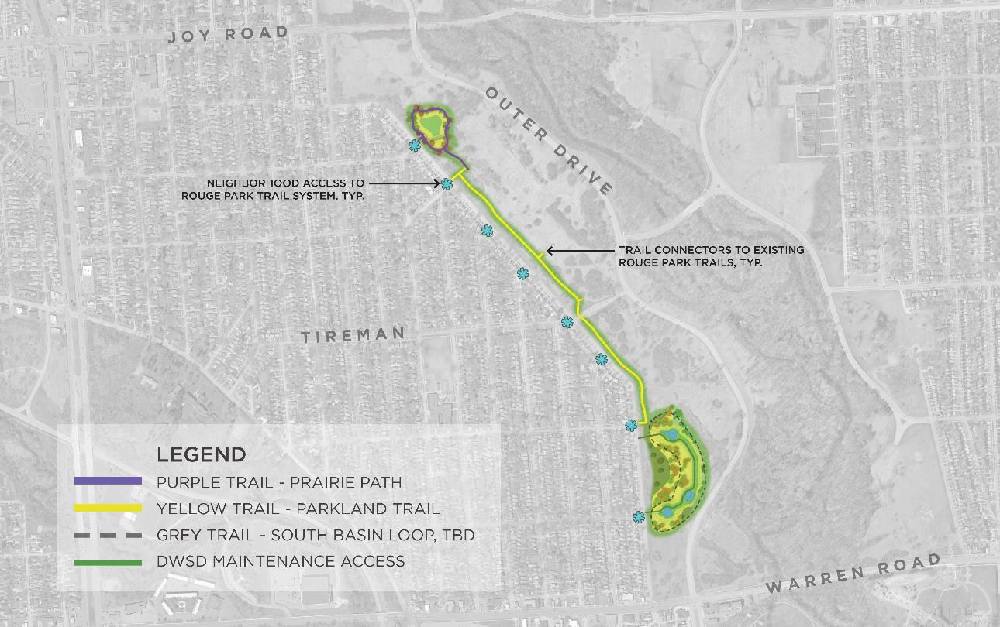 JOY ROAD
OUTER DRIVE
NEIGHBORHOOD ACCESS TO
ROUGE PARK TRAIL SYSTEM, TYP.
TRAIL CONNECTORS TO EXISTING
ROUGE PARK TRAILS, TYP.
TIREMAN
LEGEND
PURPLE TRAIL - PRAIRIE PATH
YELLOW TRAIL - PARKLAND TRAIL
GREY TRAIL - SOUTH BASIN LOOP, TBD
DWSD MAINTENANCE ACCESS
WARREN ROAD